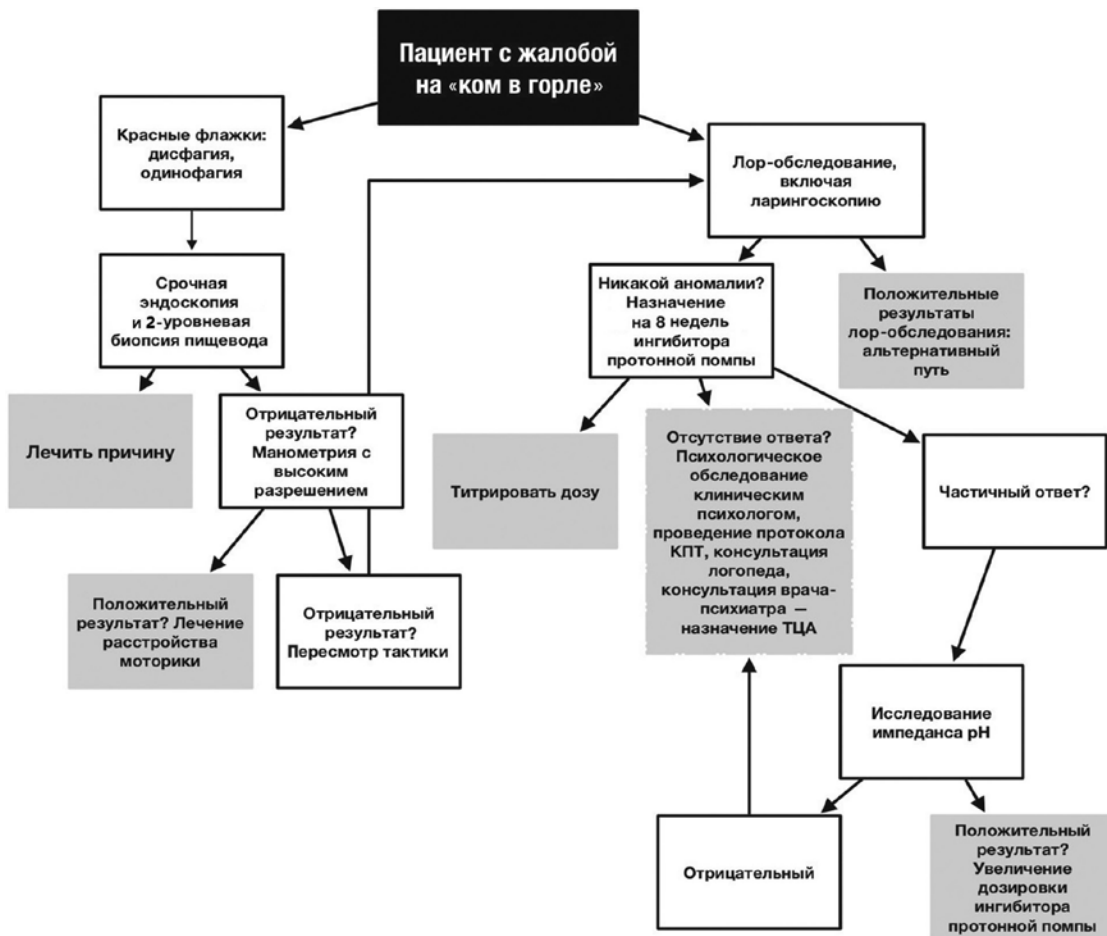 Пациент с жалобой
на «ком в горле»
Красные флажки:
дисфагия,
одинофагия
Лор-обследование,
включая
ларингоскопию
Срочная
эндоскопия
и 2-уровневая
биопсия пищевода
Никакой аномалии?
Назначение
на 8 недель
ингибитора
протонной помпы
Положительные
результаты
лор-обследования:
альтернативный
путь
Лечить причину
Отрицательный
результат?
Манометрия с
высоким
разрешением
Титрировать дозу
Отсутствие ответа?
Психологическое
обследование
клиническим
психологом,
проведение протокола
КПТ, консультация
логопеда,
консультация врача-
психиатра —
назначение ТЦА
Частичный ответ?
Положительный
результат? Лечение
расстройства
моторики
Отрицательный
результат?
Пересмотр тактики
Исследование
импеданса pH
Отрицательный
Положительный
результат?
Увеличение
дозировки
ингибитора
протонной помпы